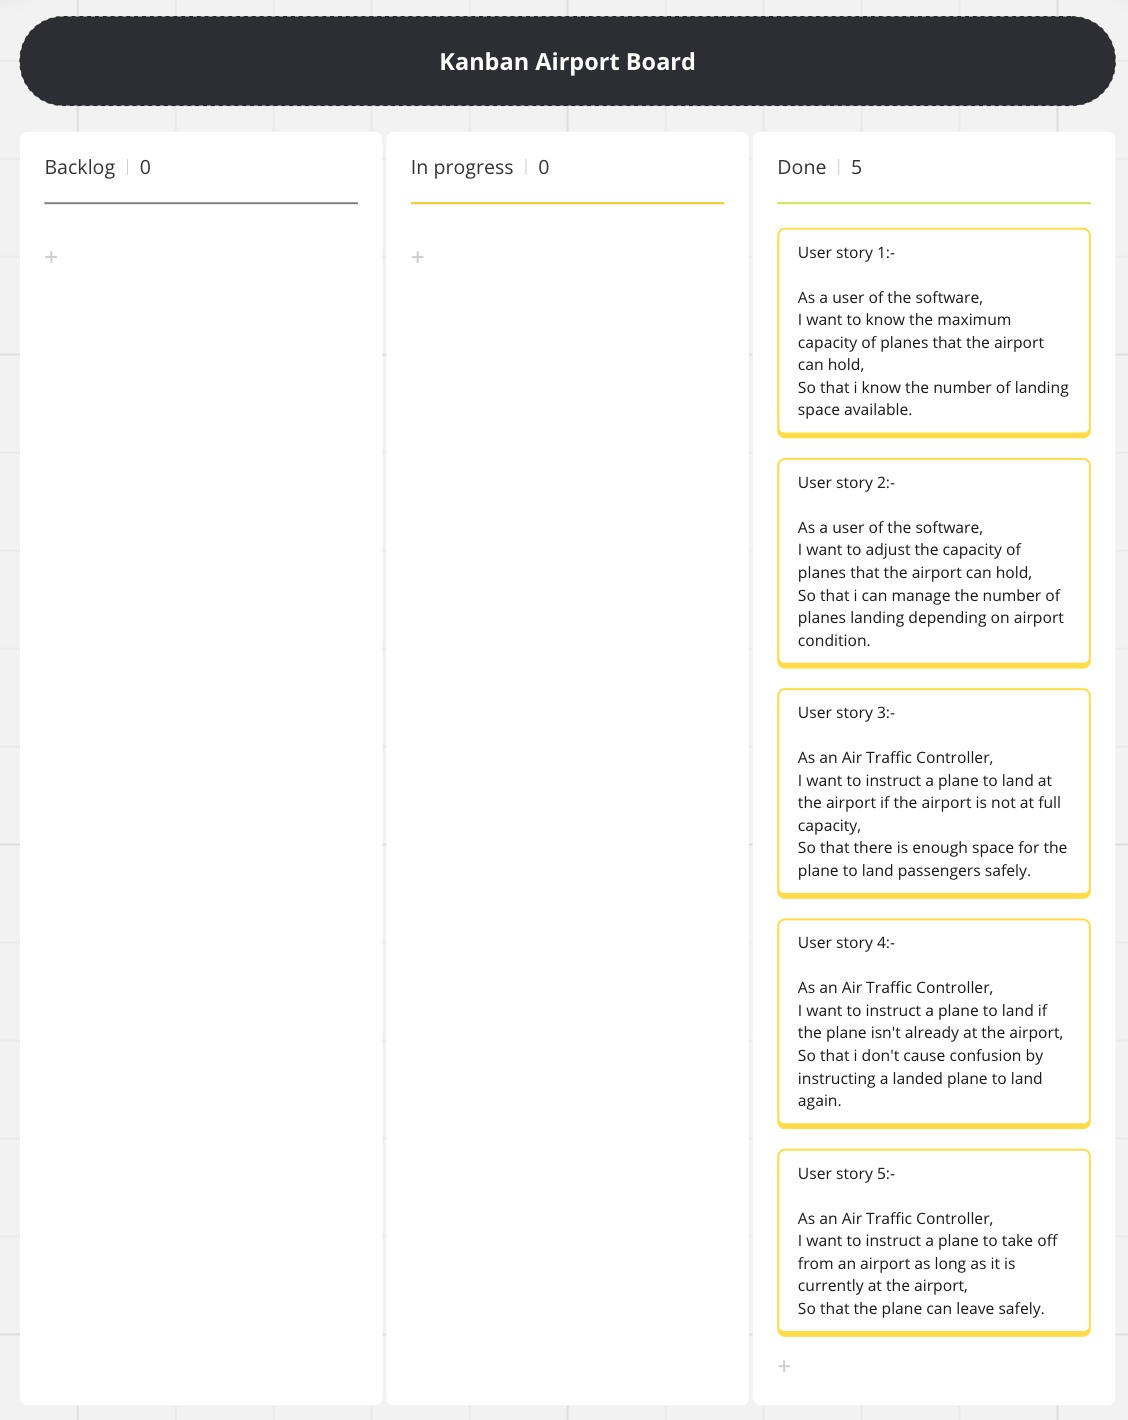 Kanban Airport Board
Backlog | 0
In progress | 0
Done | 5
+
+
User story 1:-
As a user of the software,
I want to know the maximum
capacity of planes that the airport
can hold,
So that i know the number of landing
space available.
User story 2:-
As a user of the software,
I want to adjust the capacity of
planes that the airport can hold,
So that i can manage the number of
planes landing depending on airport
condition.
User story 3:-
As an Air Traffic Controller,
I want to instruct a plane to land at
the airport if the airport is not at full
capacity,
So that there is enough space for the
plane to land passengers safely.
User story 4:-
As an Air Traffic Controller,
I want to instruct a plane to land if
the plane isn't already at the airport,
So that i don't cause confusion by
instructing a landed plane to land
again.
User story 5:-
As an Air Traffic Controller,
I want to instruct a plane to take off
from an airport as long as it is
currently at the airport,
So that the plane can leave safely.
+